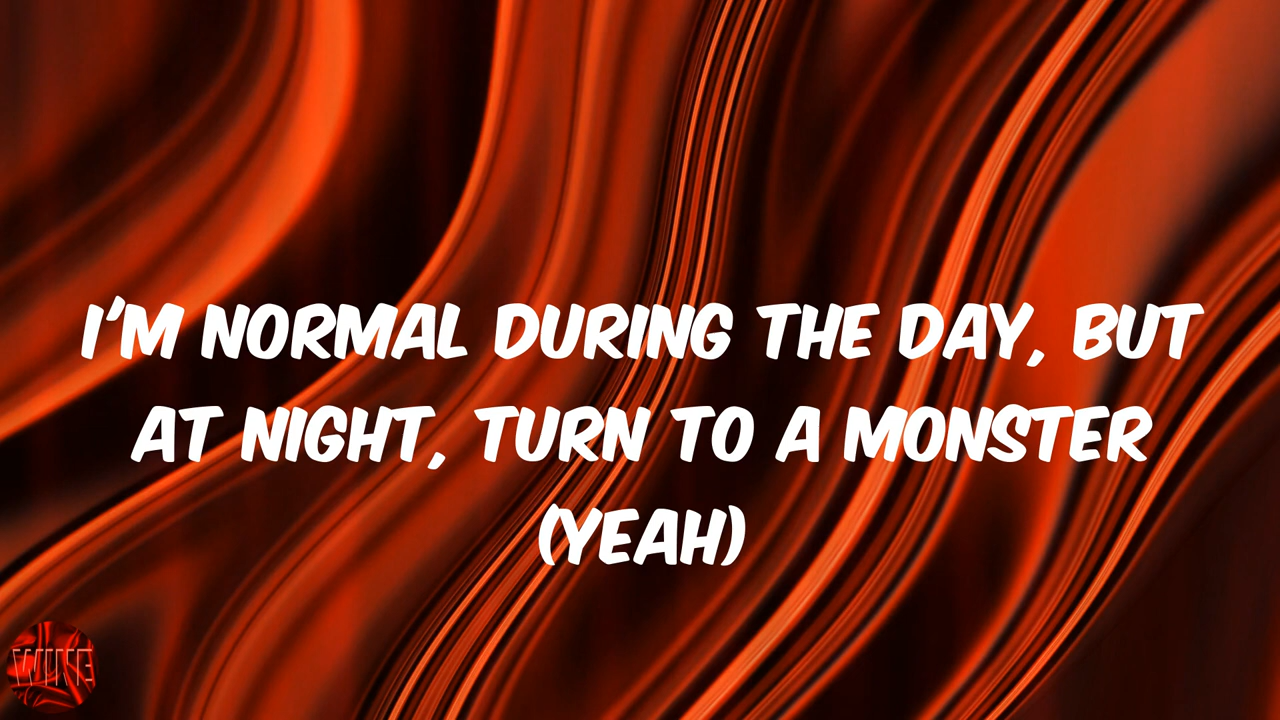 I'M NORMAL DURING THE DAY, BUT
AT NIGHT, TURN TO A MONSTER
(YEAH)